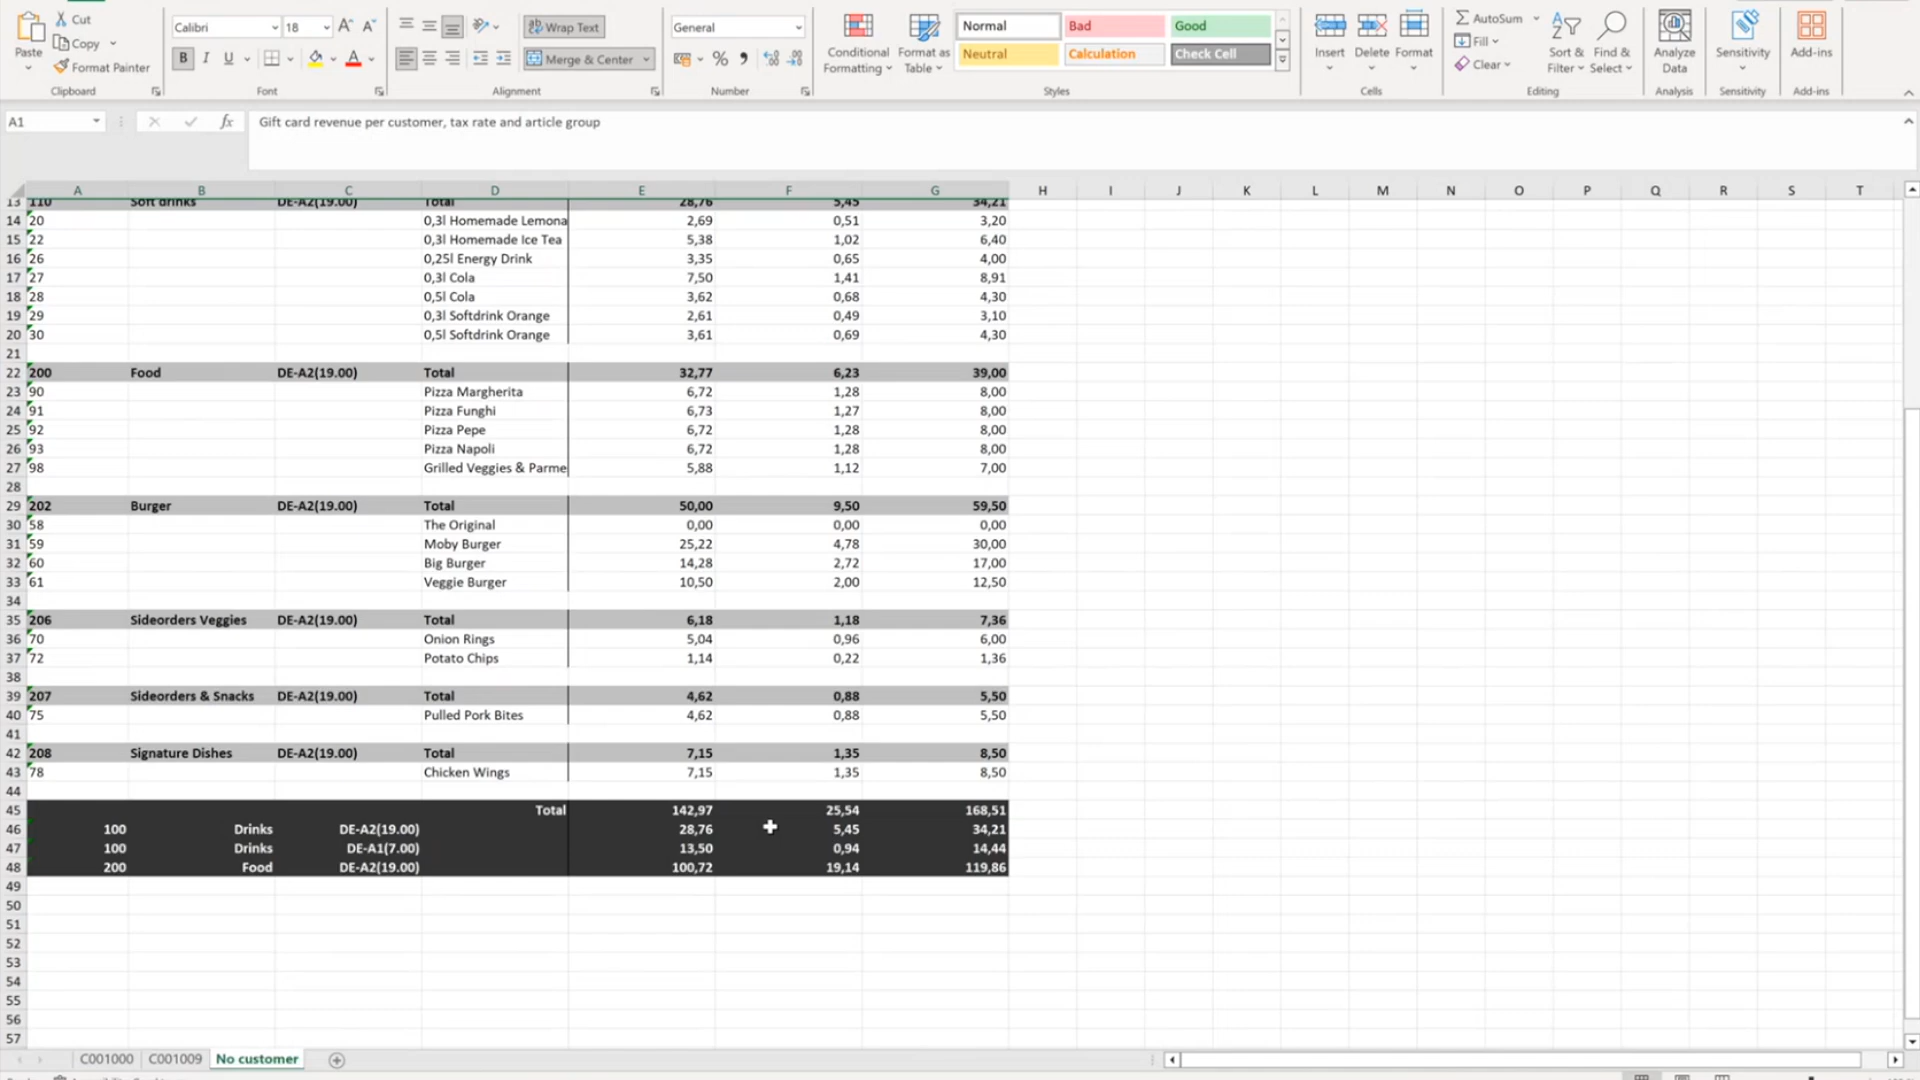 Cut
Copy
Format Painter
Paste
Clipboard
Calibri 18
B I U
Font
Wrap Text
Merge & Center
Alignment
General
Number
Conditional Formatting
Format as Table
Normal Bad Good
Neutral Calculation Check Cell
Styles
Insert Delete Format
Cells
AutoSum
Fill
Clear
Sort & Filter
Find & Select
Editing
Analyze Data
Analysis
Sensitivity
Sensitivity
Add-ins
Add-ins
A1 fx Gift card revenue per customer, tax rate and article group
A B C D E F G H I J K L M N O P Q R S T
13 110 Soft drinks DE-A2(19.00) Total 28,76 5,45 34,21
14 20 0,3l Homemade Lemona 2,69 0,51 3,20
15 22 0,3l Homemade Ice Tea 5,38 1,02 6,40
16 26 0,25l Energy Drink 3,35 0,65 4,00
17 27 0,3l Cola 7,50 1,41 8,91
18 28 0,5l Cola 3,62 0,68 4,30
19 29 0,3l Softdrink Orange 2,61 0,49 3,10
20 30 0,5l Softdrink Orange 3,61 0,69 4,30
21
22 200 Food DE-A2(19.00) Total 32,77 6,23 39,00
23 90 Pizza Margherita 6,72 1,28 8,00
24 91 Pizza Funghi 6,73 1,27 8,00
25 92 Pizza Pepe 6,72 1,28 8,00
26 93 Pizza Napoli 6,72 1,28 8,00
27 98 Grilled Veggies & Parme 5,88 1,12 7,00
28
29 202 Burger DE-A2(19.00) Total 50,00 9,50 59,50
30 58 The Original 0,00 0,00 0,00
31 59 Moby Burger 25,22 4,78 30,00
32 60 Big Burger 14,28 2,72 17,00
33 61 Veggie Burger 10,50 2,00 12,50
34
35 206 Sideorders Veggies DE-A2(19.00) Total 6,18 1,18 7,36
36 70 Onion Rings 5,04 0,96 6,00
37 72 Potato Chips 1,14 0,22 1,36
38
39 207 Sideorders & Snacks DE-A2(19.00) Total 4,62 0,88 5,50
40 75 Pulled Pork Bites 4,62 0,88 5,50
41
42 208 Signature Dishes DE-A2(19.00) Total 7,15 1,35 8,50
43 78 Chicken Wings 7,15 1,35 8,50
44
45 Total 142,97 25,54 168,51
46 100 Drinks DE-A2(19.00) 28,76 5,45 34,21
47 100 Drinks DE-A1(7.00) 13,50 0,94 14,44
48 200 Food DE-A2(19.00) 100,72 19,14 119,86
49
50
51
52
53
54
55
56
57
C001000 C001009 No customer